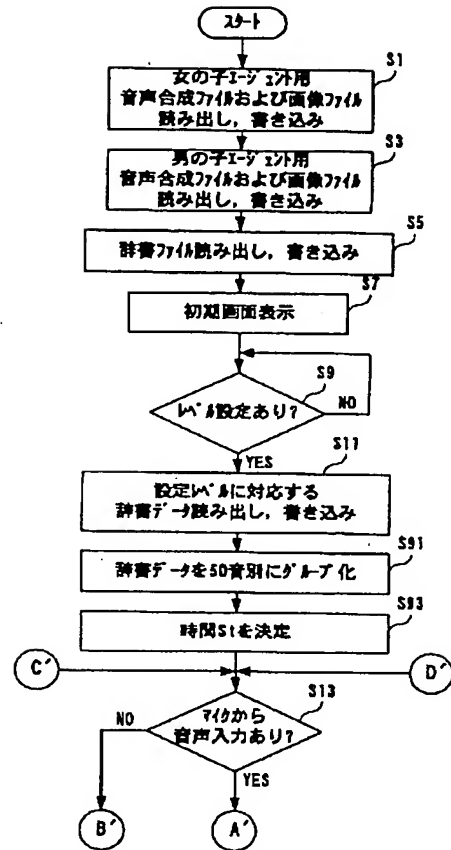 スタート
S1
女の子エージェント用
音声合成ファイルおよび画像ファイル
読み出し，書き込み
S3
男の子エージェント用
音声合成ファイルおよび画像ファイル
読み出し，書き込み
S5
辞書ファイル読み出し，書き込み
S7
初期画面表示
S9
レベル設定あり?
NO
YES
S11
設定レベルに対応する
辞書データ読み出し，書き込み
S91
辞書データを50音別にグループ化
S93
時間Stを決定
C´
D´
S13
マイクから
音声入力あり?
NO
YES
B´
A´